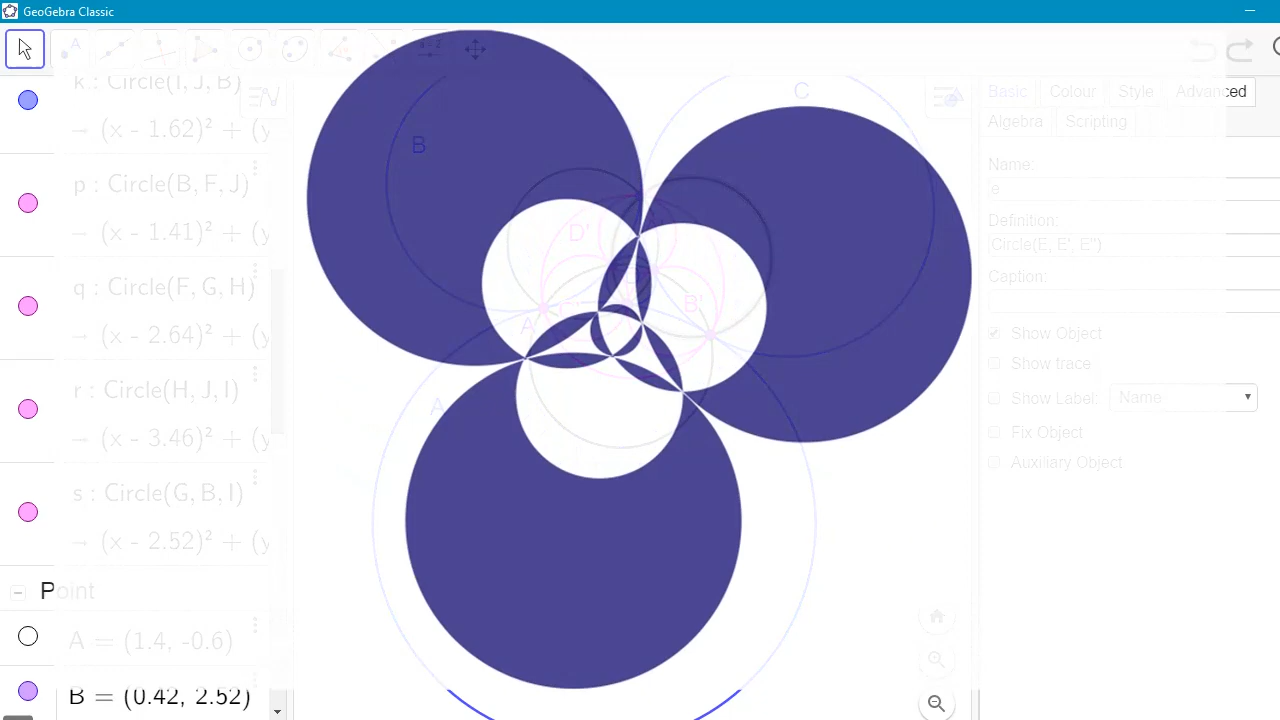 GeoGebra Classic
k : Circle(I, J, B)
→ (x - 1.62)² + (y
p : Circle(B, F, J)
→ (x - 1.41)² + (y
q : Circle(F, G, H)
→ (x - 2.64)² + (y
r : Circle(H, J, I)
→ (x - 3.46)² + (y
s : Circle(G, B, I)
→ (x - 2.52)² + (y
Point
A = (1.4, -0.6)
B = (0.42, 2.52)
B
C
D'
B'
A'
A
Basic Colour Style Advanced
Algebra Scripting
Name:
e
Definition:
Circle(E, E', E'')
Caption:
Show Object
Show trace
Show Label: Name
Fix Object
Auxiliary Object